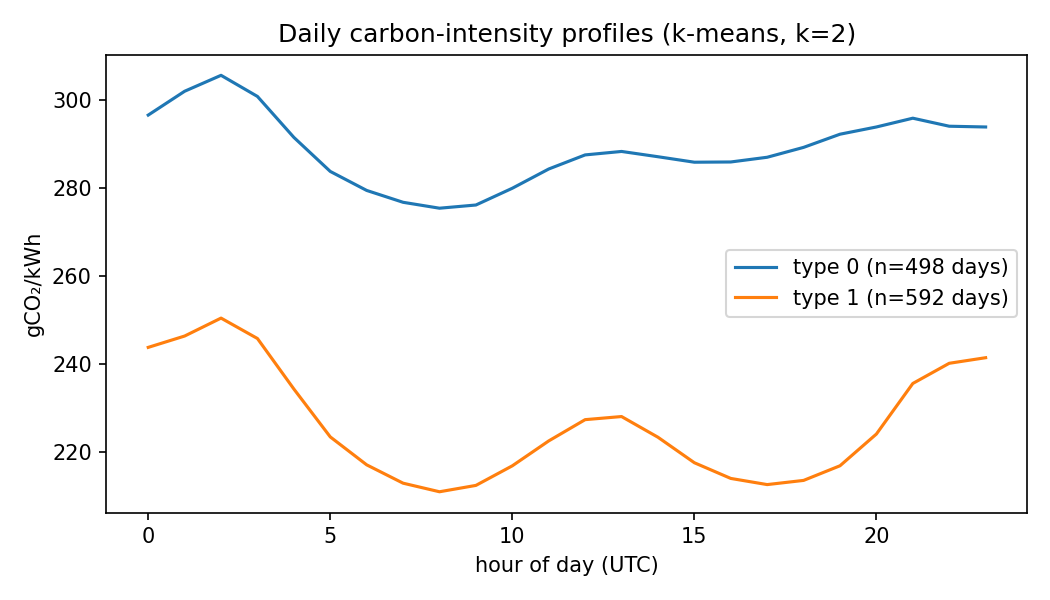 Daily carbon-intensity profiles (k-means, k=2)
gCO₂/kWh
300
280
260
240
220
type 0 (n=498 days)
type 1 (n=592 days)
0 5 10 15 20
hour of day (UTC)